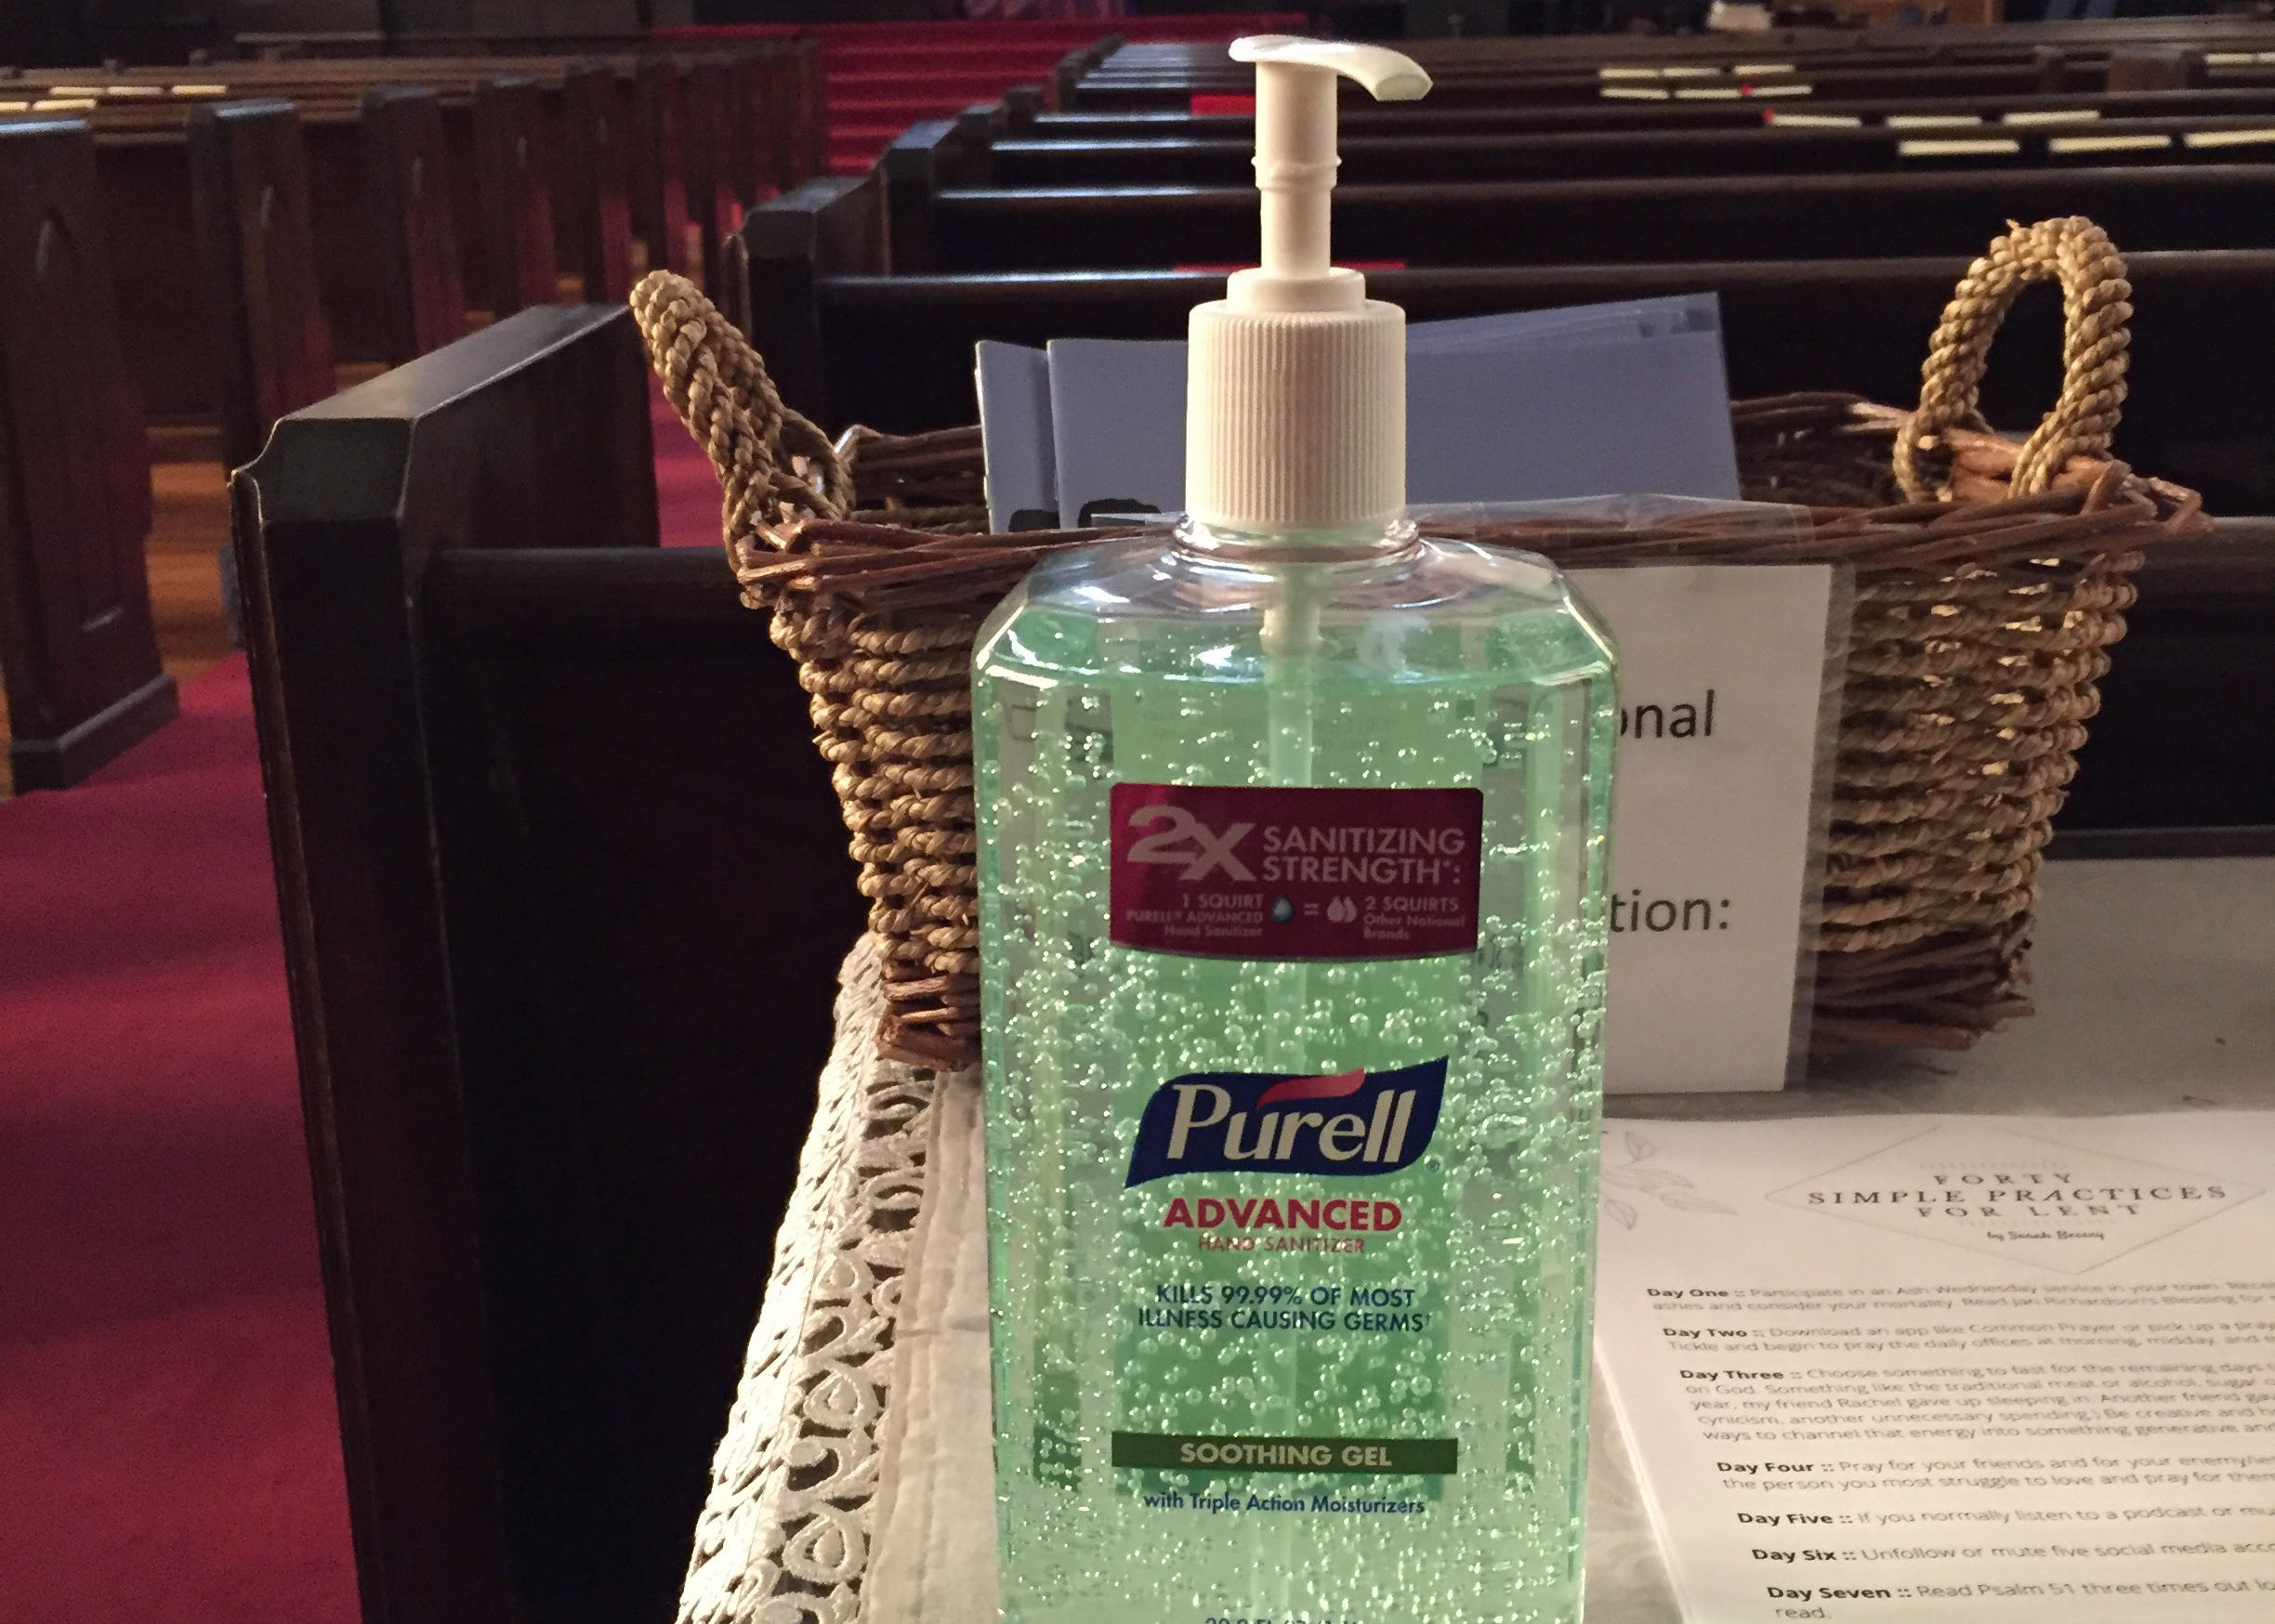 2X SANITIZING
STRENGTH*:
1 SQUIRT
PURELL® ADVANCED
Hand Sanitizer
=
2 SQUIRTS
Other National
Brands
Purell®
ADVANCED
HAND SANITIZER
KILLS 99.99% OF MOST
ILLNESS CAUSING GERMS†
SOOTHING GEL
with Triple Action Moisturizers
onal
tion:
FORTY
SIMPLE PRACTICES
FOR LENT
by Sarah Bessey
Day One :: Participate in an Ash Wednesday service in your town.
ashes and consider your mortality. Read Jan Richardson's Blessing for
Day Two :: Download an app like Common Prayer or pick up a
Tickle and begin to pray the daily offices at morning, midday, and
Day Three :: Choose something to fast for the remaining days
on God. Something like the traditional meat or alcohol, sugar
year, my friend Rachel gave up sleeping in. Another friend
cynicism, another unnecessary spending.) Be creative and
ways to channel that energy into something generative and
Day Four :: Pray for your friends and for your
the person you most struggle to love and pray for
Day Five :: If you normally listen to a podcast or
Day Six :: Unfollow or mute five social media
Day Seven :: Read Psalm 51 three times out
read.